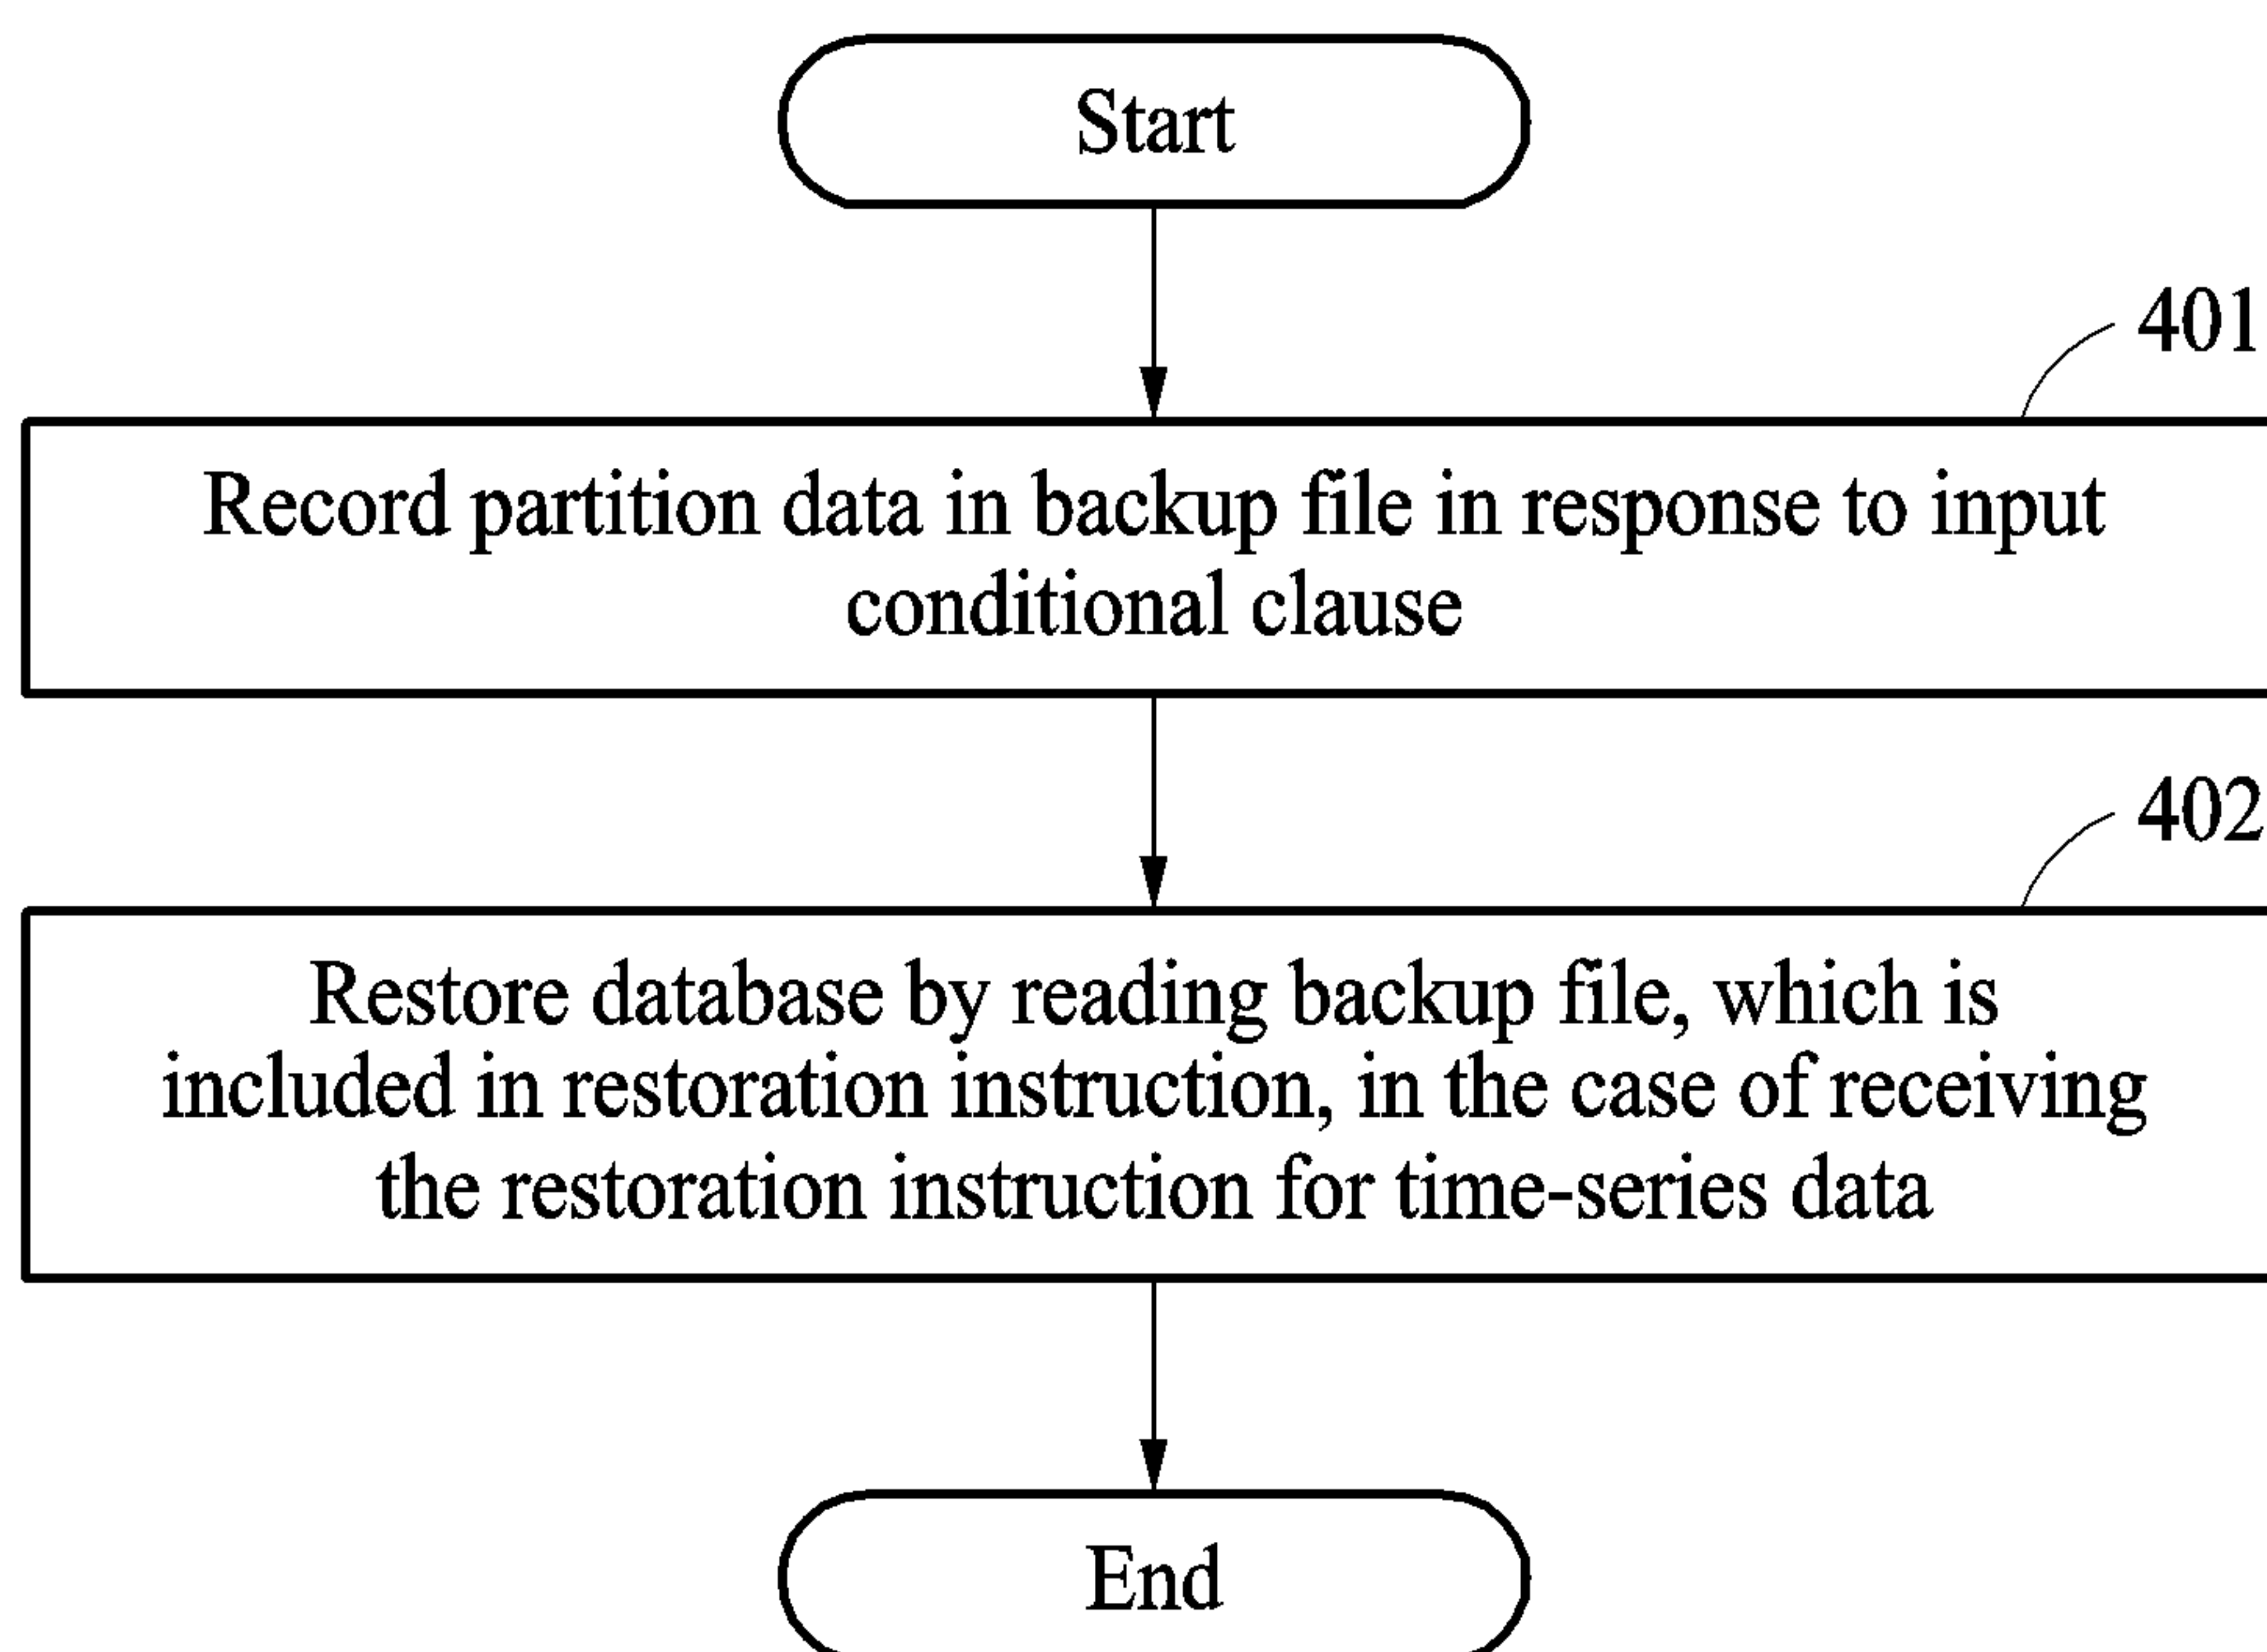 Start
401
Record partition data in backup file in response to input
conditional clause
402
Restore database by reading backup file, which is
included in restoration instruction, in the case of receiving
the restoration instruction for time-series data
End